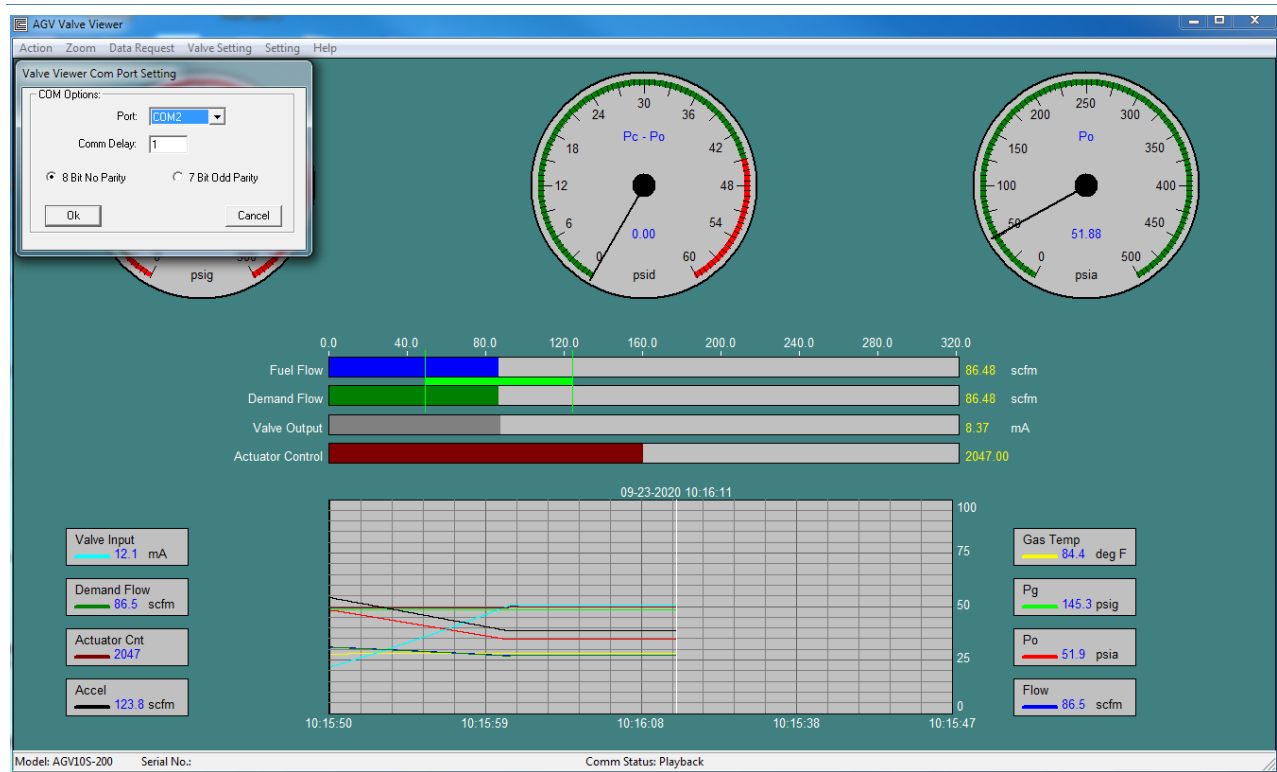 AGV Valve Viewer
Action Zoom Data Request Valve Setting Setting Help
Valve Viewer Com Port Setting
COM Options:
Port: COM2
Comm Delay: 1
8 Bit No Parity 7 Bit Odd Parity
Ok Cancel
psig
0 6 12 18 24 30 36 42 48 54 60
Pc - Po
0.00
psid
0 50 100 150 200 250 300 350 400 450 500
Po
51.88
psia
0.0 40.0 80.0 120.0 160.0 200.0 240.0 280.0 320.0
Fuel Flow 86.48 scfm
Demand Flow 86.48 scfm
Valve Output 8.37 mA
Actuator Control 2047.00
09-23-2020 10:16:11
100
75
50
25
0
10:15:50 10:15:59 10:16:08 10:15:38 10:15:47
Valve Input
12.1 mA
Demand Flow
86.5 scfm
Actuator Cnt
2047
Accel
123.8 scfm
Gas Temp
84.4 deg F
Pg
145.3 psig
Po
51.9 psia
Flow
86.5 scfm
Model: AGV10S-200 Serial No.: Comm Status: Playback